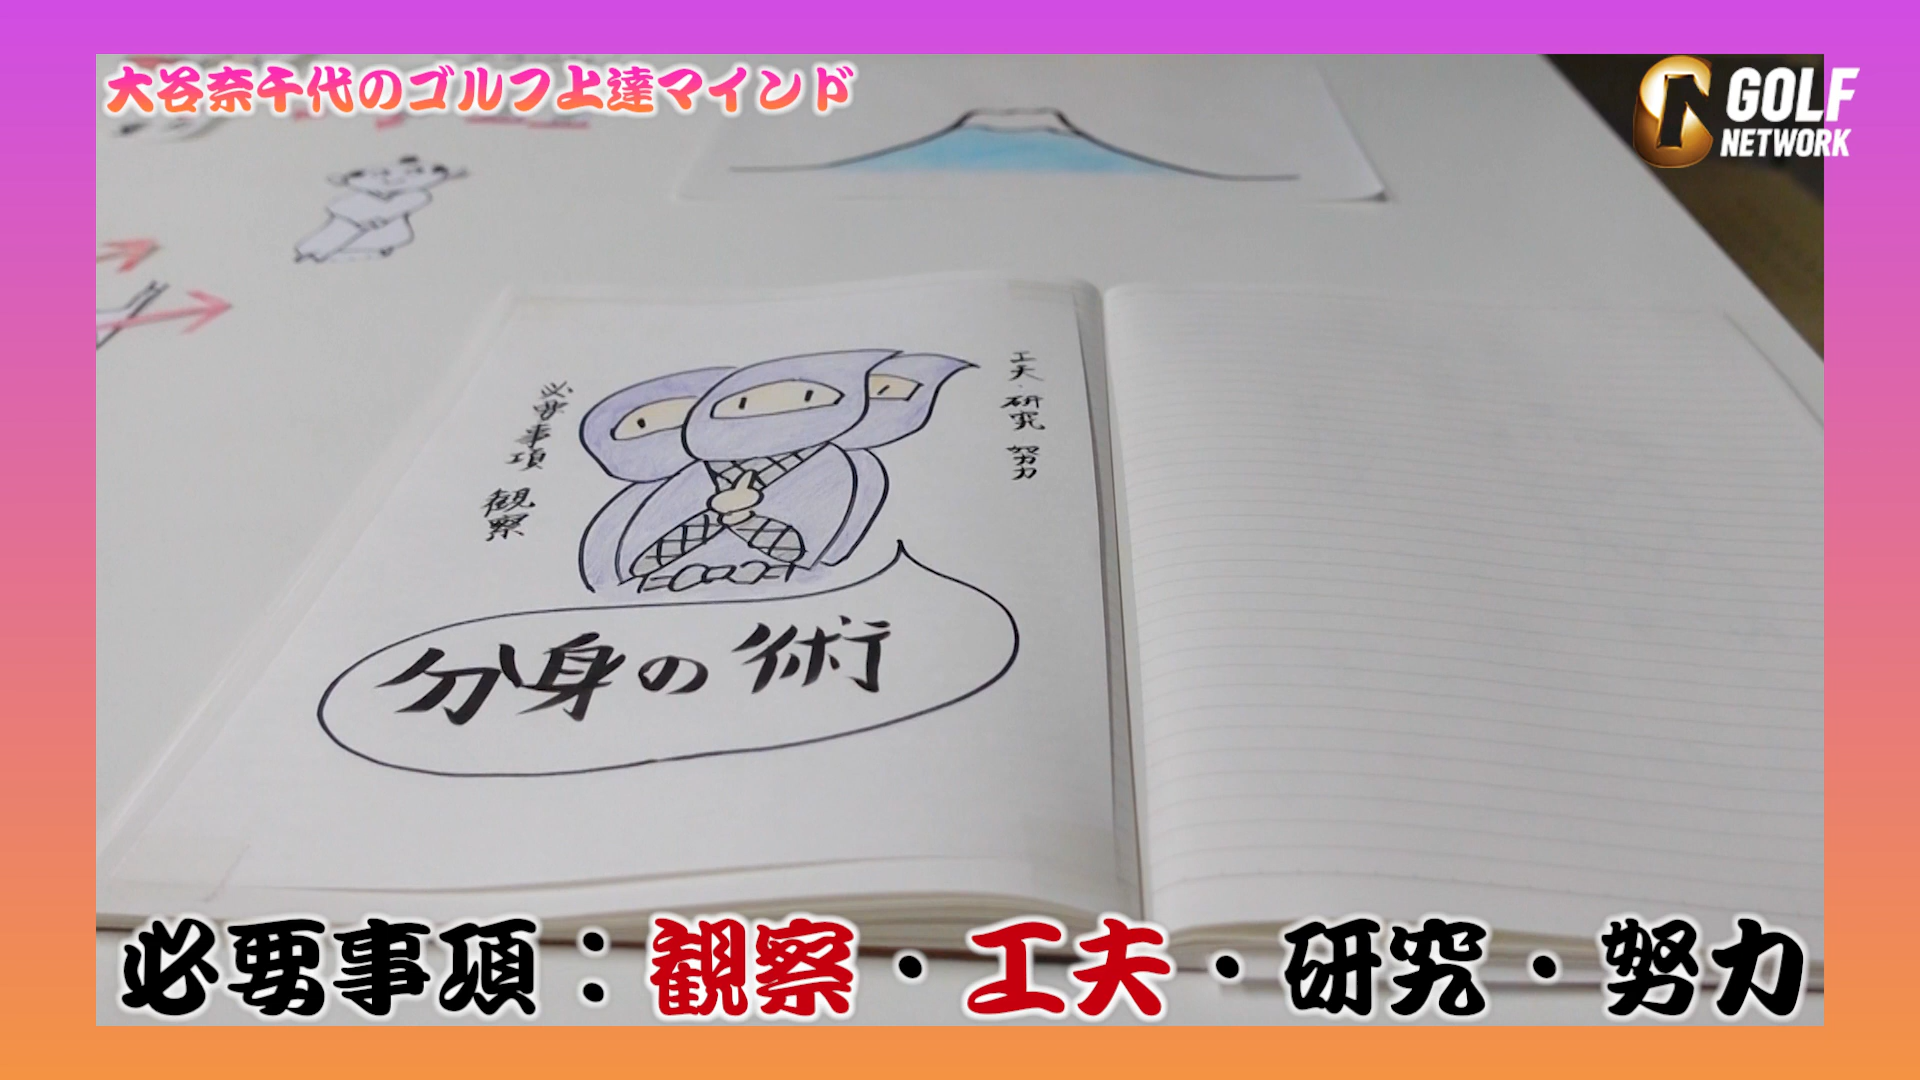 大谷奈千代のゴルフ上達マインド
GOLF
NETWORK
必要事項 観察
工夫・研究 努力
分身の術
必要事項：観察・工夫・研究・努力